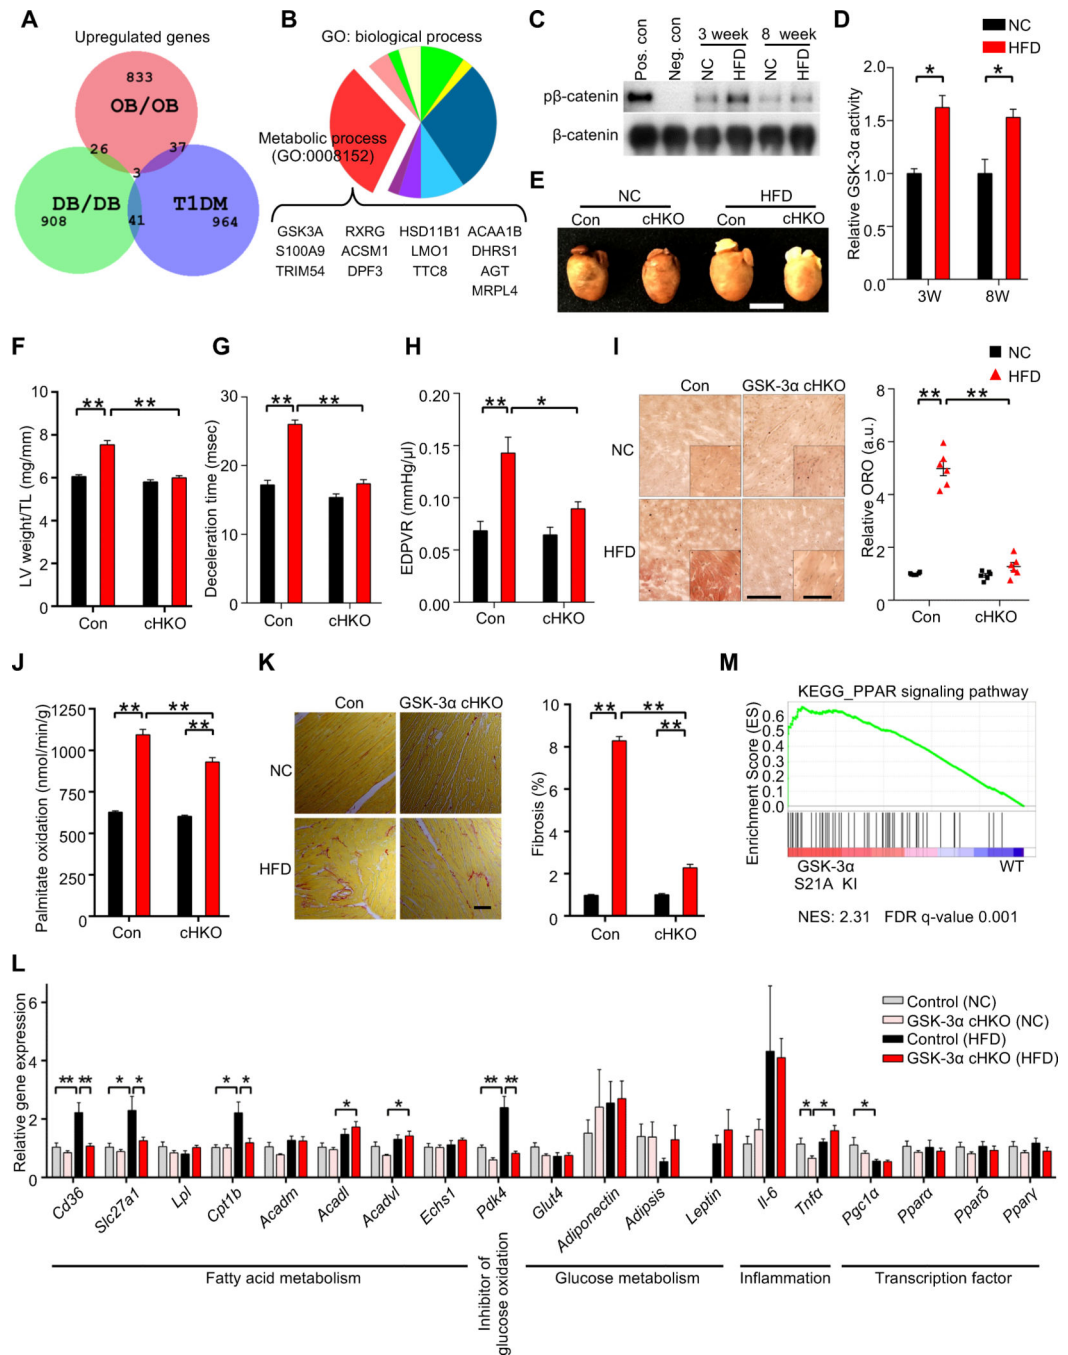 A
Upregulated genes
833
OB/OB
26
37
3
DB/DB
T1DM
908
41
964
B
GO: biological process
Metabolic process
(GO:0008152)
GSK3A RXRG HSD11B1 ACAA1B
S100A9 ACSM1 LMO1 DHRS1
TRIM54 DPF3 TTC8 AGT
MRPL4
C
Pos. con
Neg. con
3 week 8 week
NC HFD NC HFD
pβ-catenin
β-catenin
D
NC
HFD
Relative GSK-3α activity
2.0
1.5
1.0
0.5
0.0
* *
3W 8W
E
NC HFD
Con cHKO Con cHKO
F
LV weight/TL (mg/mm)
10
8
6
4
2
0
** **
Con cHKO
G
Deceleration time (msec)
30
20
10
0
** **
Con cHKO
H
EDPVR (mmHg/µl)
0.20
0.15
0.10
0.05
0.00
** *
Con cHKO
I
Con GSK-3α cHKO
NC
HFD
NC
HFD
Relative ORO (a.u.)
8
6
4
2
0
** **
Con cHKO
J
Palmitate oxidation (nmol/min/g)
1250
1000
750
500
250
0
** **
**
Con cHKO
K
Con GSK-3α cHKO
NC
HFD
Fibrosis (%)
10
8
6
4
2
0
** **
**
Con cHKO
M
KEGG_PPAR signaling pathway
Enrichment Score (ES)
0.6
0.5
0.4
0.3
0.2
0.1
0.0
GSK-3α WT
S21A KI
NES: 2.31 FDR q-value 0.001
L
Relative gene expression
6
4
2
0
Control (NC)
GSK-3α cHKO (NC)
Control (HFD)
GSK-3α cHKO (HFD)
** ** * * * * * * ** ** * * *
Cd36 Slc27a1 Lpl Cpt1b Acadm Acadl Acadvl Echs1 Pdk4 Glut4 Adiponectin Adipsis Leptin Il-6 Tnfα Pgc1α Pparα Pparδ Pparγ
Fatty acid metabolism
Inhibitor of
glucose oxidation
Glucose metabolism
Inflammation
Transcription factor